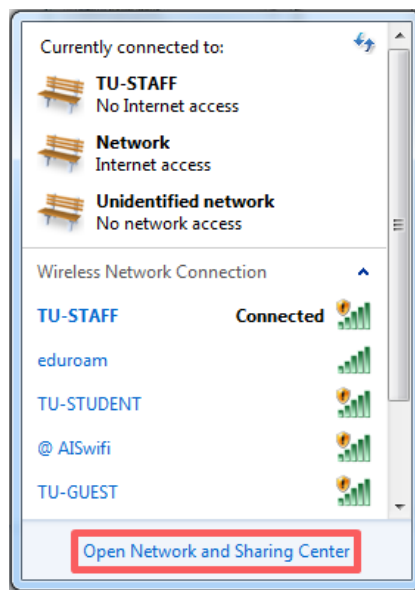 Currently connected to:
TU-STAFF
No Internet access
Network
Internet access
Unidentified network
No network access
Wireless Network Connection
TU-STAFF Connected
eduroam
TU-STUDENT
@ AISwifi
TU-GUEST
Open Network and Sharing Center